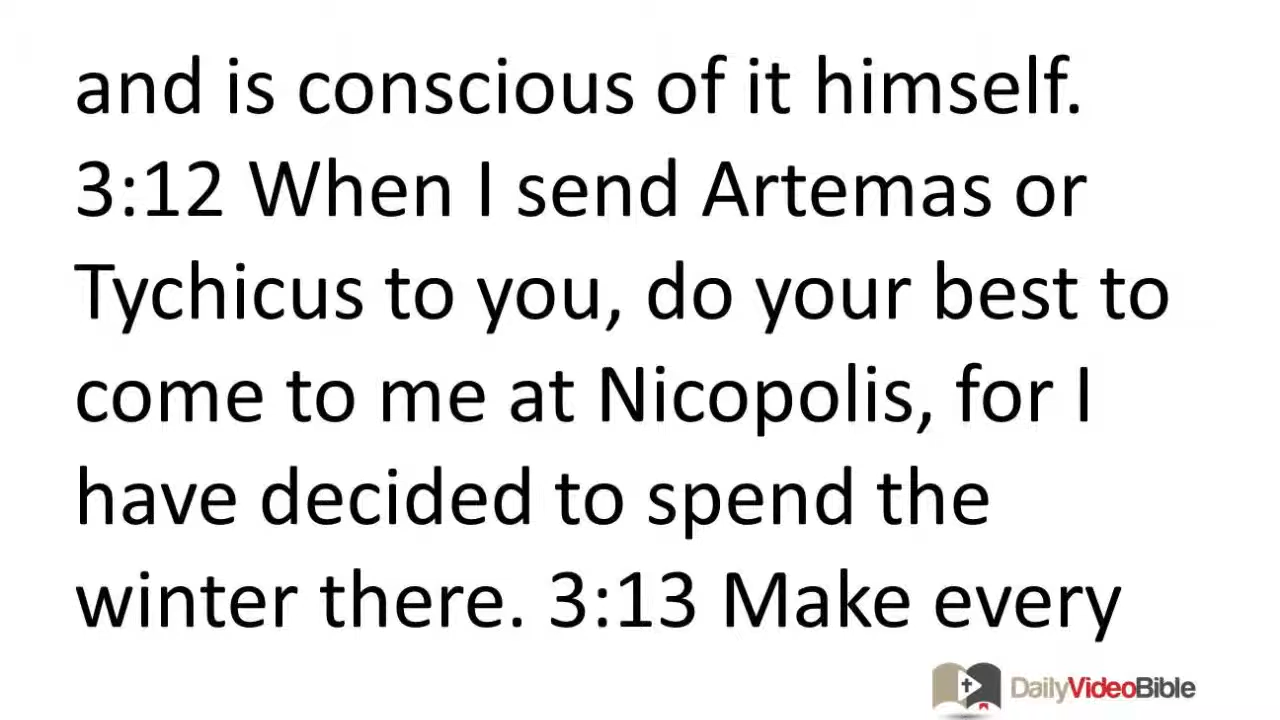 and is conscious of it himself.
3:12 When I send Artemas or
Tychicus to you, do your best to
come to me at Nicopolis, for I
have decided to spend the
winter there. 3:13 Make every
DailyVideoBible